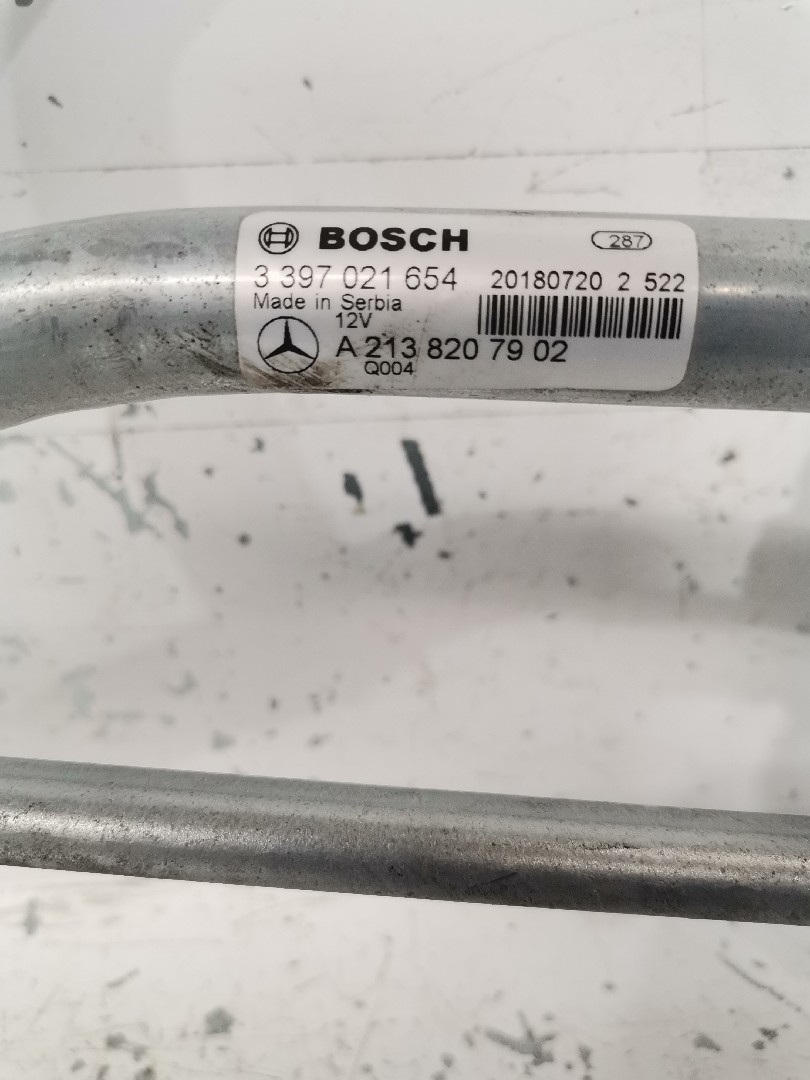 BOSCH 287
3 397 021 654 20180720 2 522
Made in Serbia
12V
A 213 820 79 02
Q004